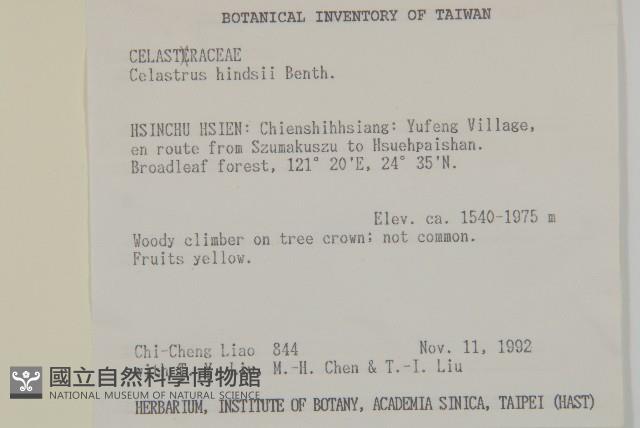 BOTANICAL INVENTORY OF TAIWAN
CELASTERACEAE
Celastrus hindsii Benth.
HSINCHU HSIEN: Chienshihhsiang: Yufeng Village,
en route from Szumakuszu to Hsuehpaishan.
Broadleaf forest, 121° 20'E, 24° 35'N.
Elev. ca. 1540-1975 m
Woody climber on tree crown; not common.
Fruits yellow.
Chi-Cheng Liao 844 Nov. 11, 1992
with M.-H. Chen & T.-I. Liu
國立自然科學博物館
NATIONAL MUSEUM OF NATURAL SCIENCE
HERBARIUM, INSTITUTE OF BOTANY, ACADEMIA SINICA, TAIPEI (HAST)